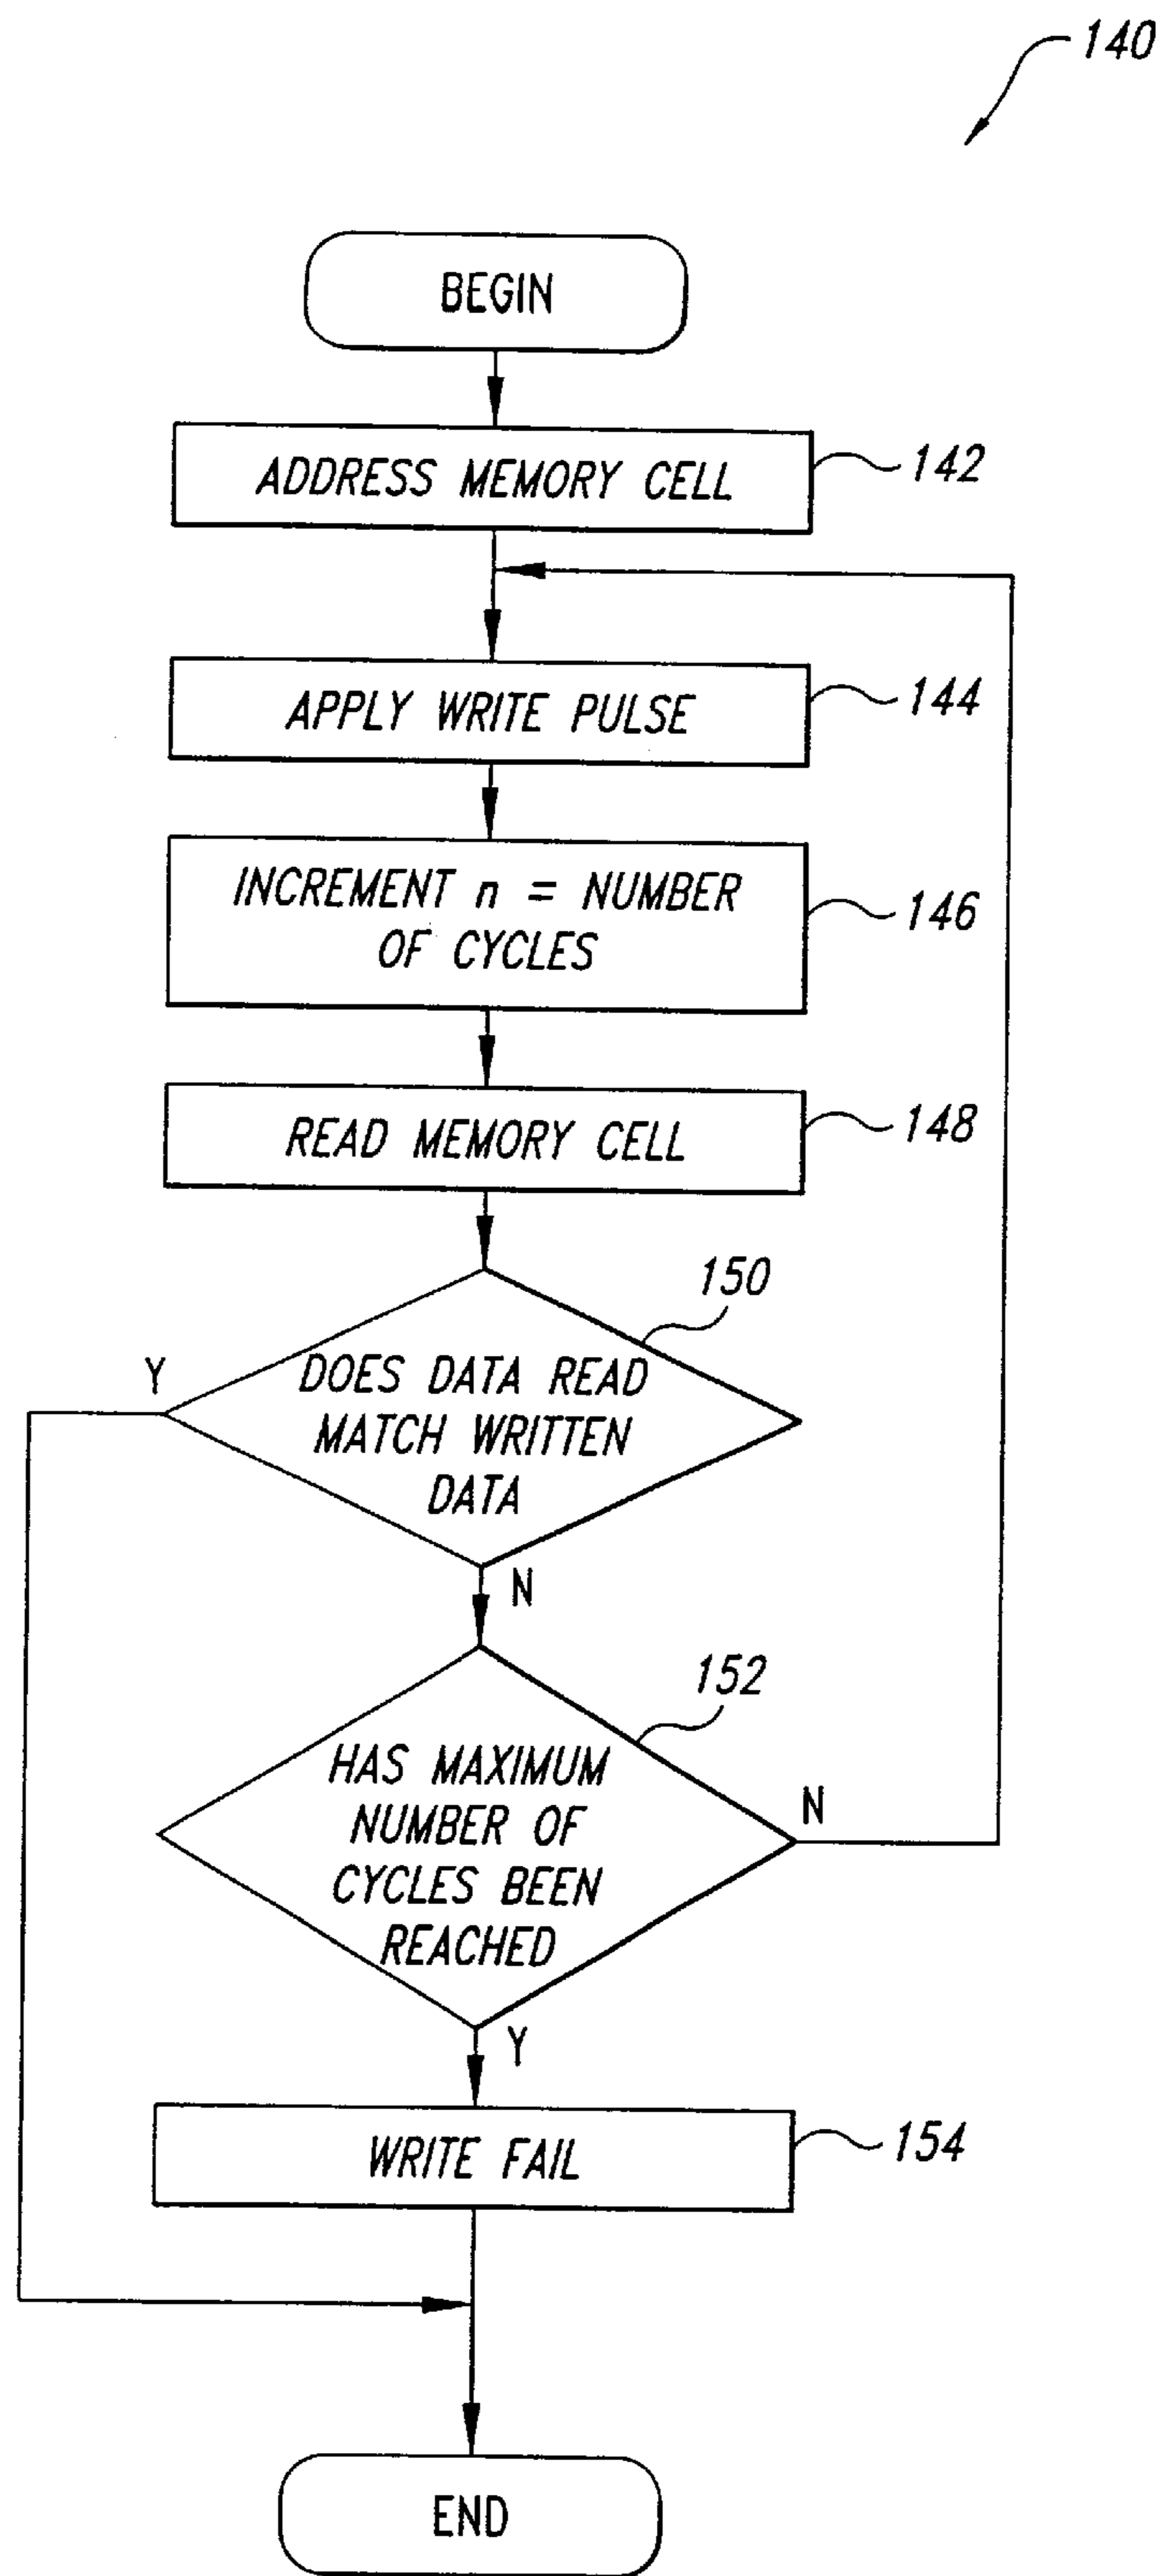 140
BEGIN
ADDRESS MEMORY CELL
142
APPLY WRITE PULSE
144
INCREMENT n = NUMBER
OF CYCLES
146
READ MEMORY CELL
148
150
Y
DOES DATA READ
MATCH WRITTEN
DATA
N
152
HAS MAXIMUM
NUMBER OF
CYCLES BEEN
REACHED
N
Y
WRITE FAIL
154
END